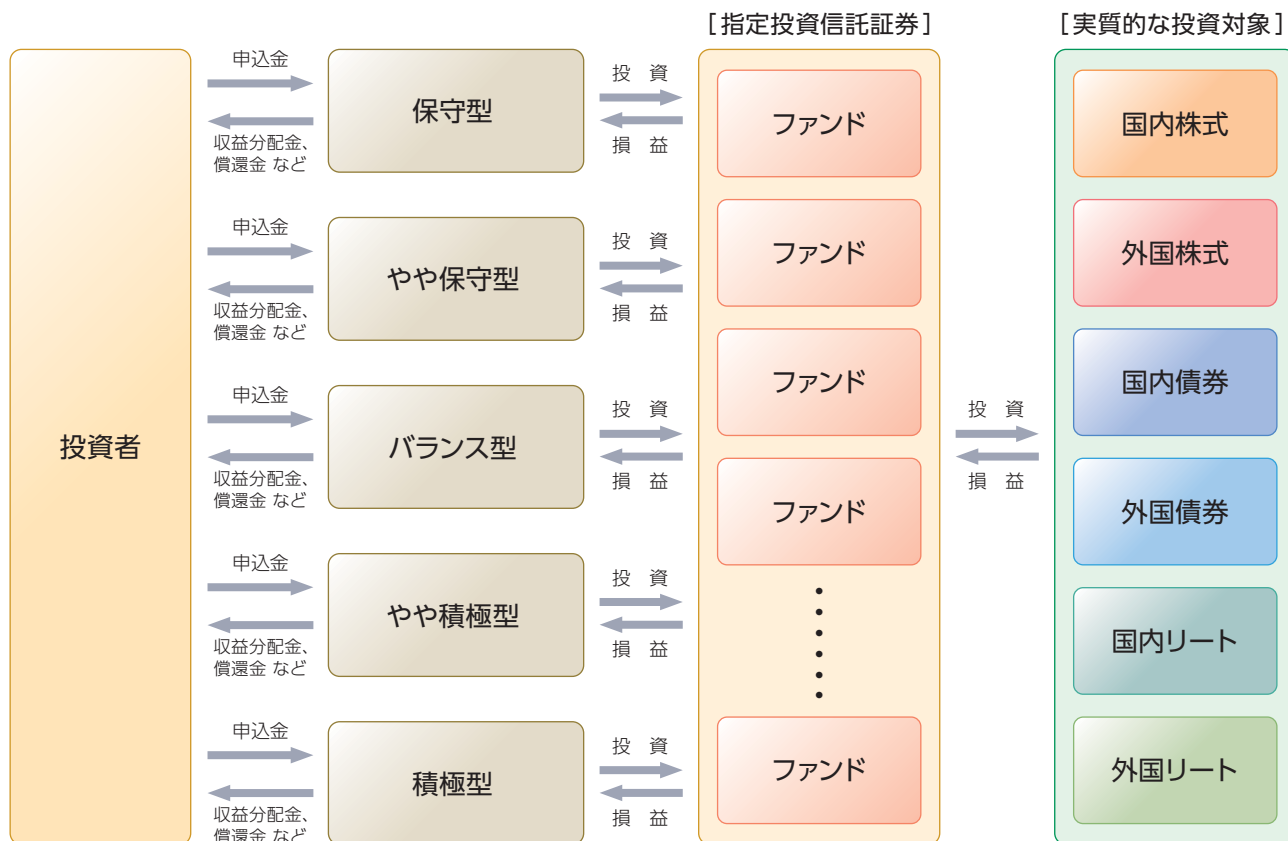 [指定投資信託証券]
[実質的な投資対象]
投資者
申込金
収益分配金、
償還金 など
保守型
投 資
損 益
申込金
収益分配金、
償還金 など
やや保守型
投 資
損 益
申込金
収益分配金、
償還金 など
バランス型
投 資
損 益
申込金
収益分配金、
償還金 など
やや積極型
投 資
損 益
申込金
収益分配金、
償還金 など
積極型
投 資
損 益
ファンド
ファンド
ファンド
ファンド
ファンド
投 資
損 益
国内株式
外国株式
国内債券
外国債券
国内リート
外国リート